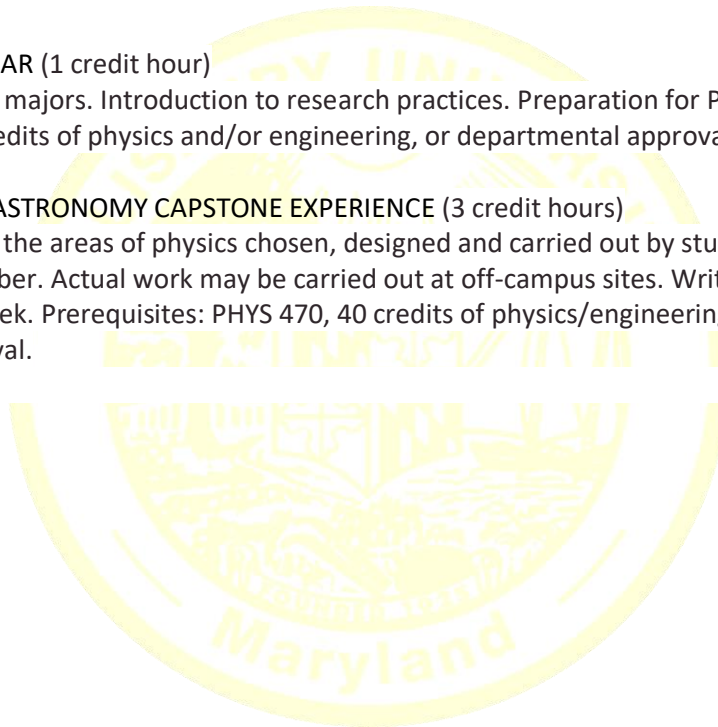 AR (1 credit hour)
majors. Introduction to research practices. Preparation for P
edits of physics and/or engineering, or departmental approva
ASTRONOMY CAPSTONE EXPERIENCE (3 credit hours)
the areas of physics chosen, designed and carried out by stu
ber. Actual work may be carried out at off-campus sites. Writ
ek. Prerequisites: PHYS 470, 40 credits of physics/engineering
val.
Maryland